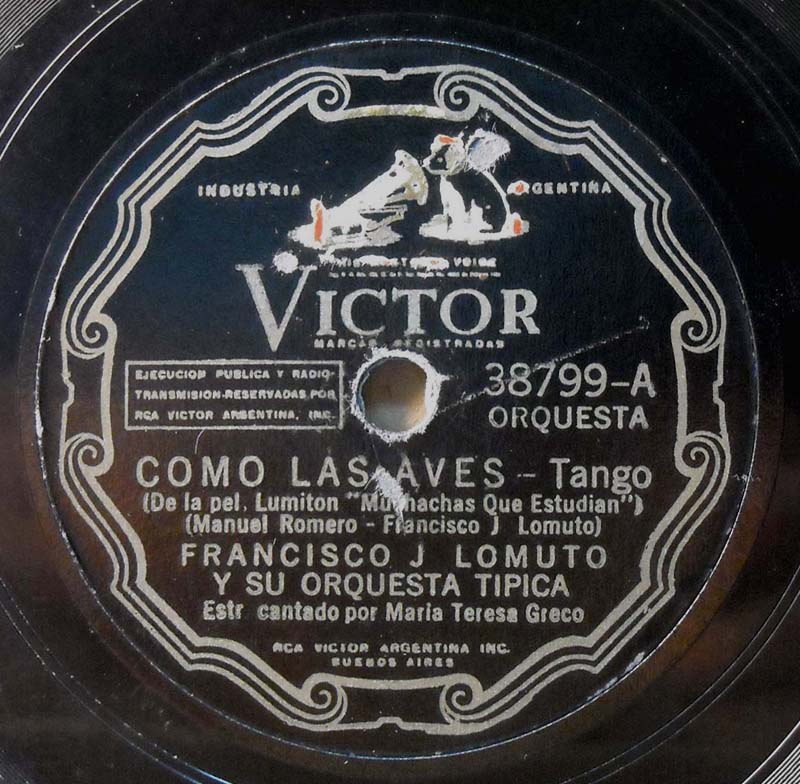 INDUSTRIA ARGENTINA
VICTOR
MARCAS REGISTRADAS
EJECUCION PUBLICA Y RADIO-
TRANSMISION-RESERVADAS POR
RCA VICTOR ARGENTINA, INC.
38799-A
ORQUESTA
COMO LAS AVES - Tango
(De la pel. Lumiton "Muchachas Que Estudian")
(Manuel Romero - Francisco J Lomuto)
FRANCISCO J LOMUTO
Y SU ORQUESTA TIPICA
Estr cantado por Maria Teresa Greco
RCA VICTOR ARGENTINA INC.
BUENOS AIRES